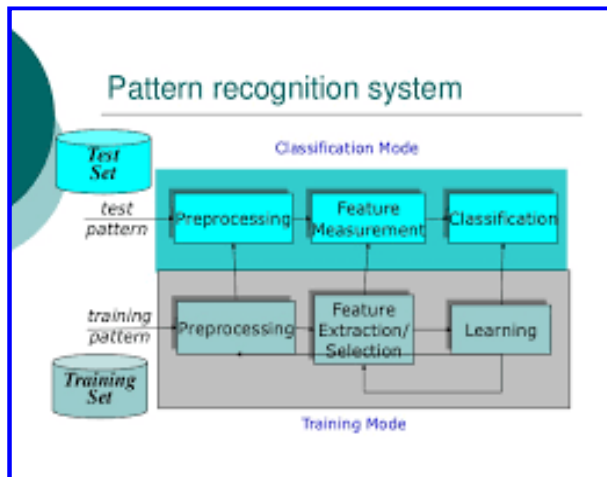 Pattern recognition system
Test
Set
Classification Mode
test
pattern
Preprocessing
Feature
Measurement
Classification
training
pattern
Preprocessing
Feature
Extraction/
Selection
Learning
Training
Set
Training Mode